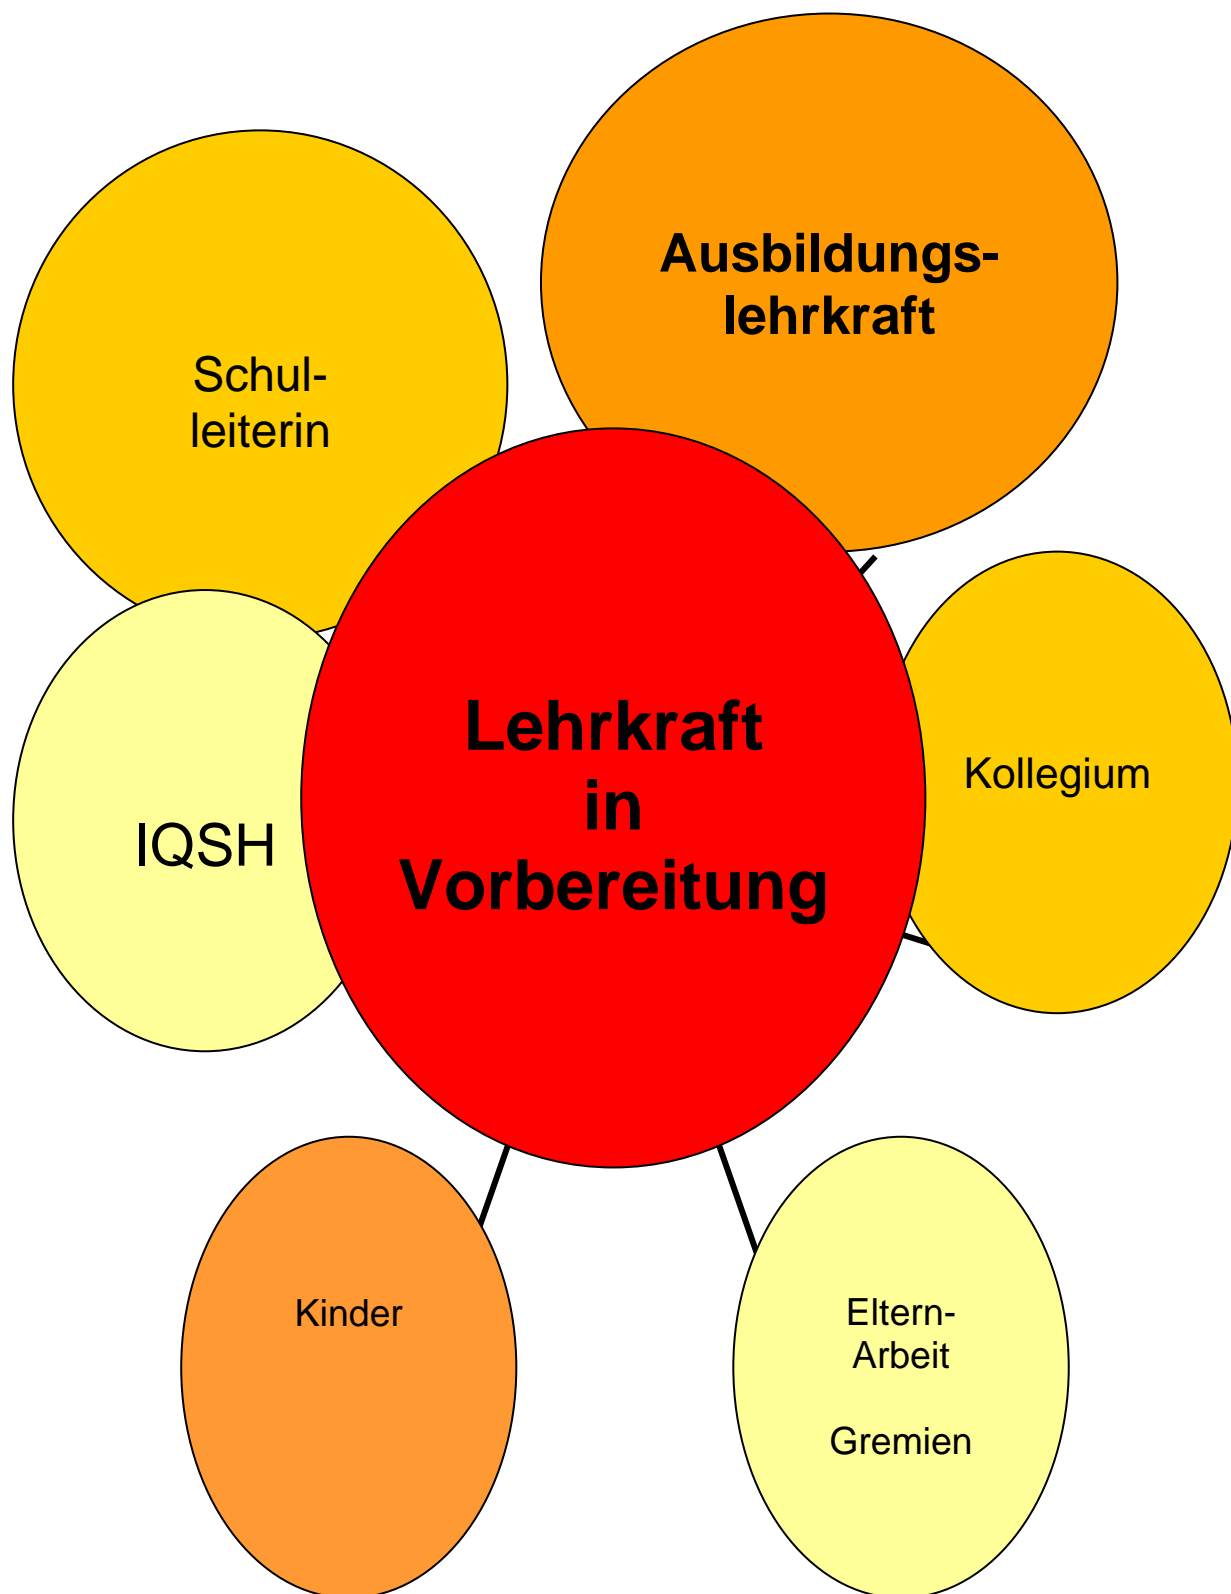 Ausbildungs-
lehrkraft
Schul-
leiterin
Lehrkraft
in
Vorbereitung
Kollegium
IQSH
Kinder
Eltern-
Arbeit
Gremien